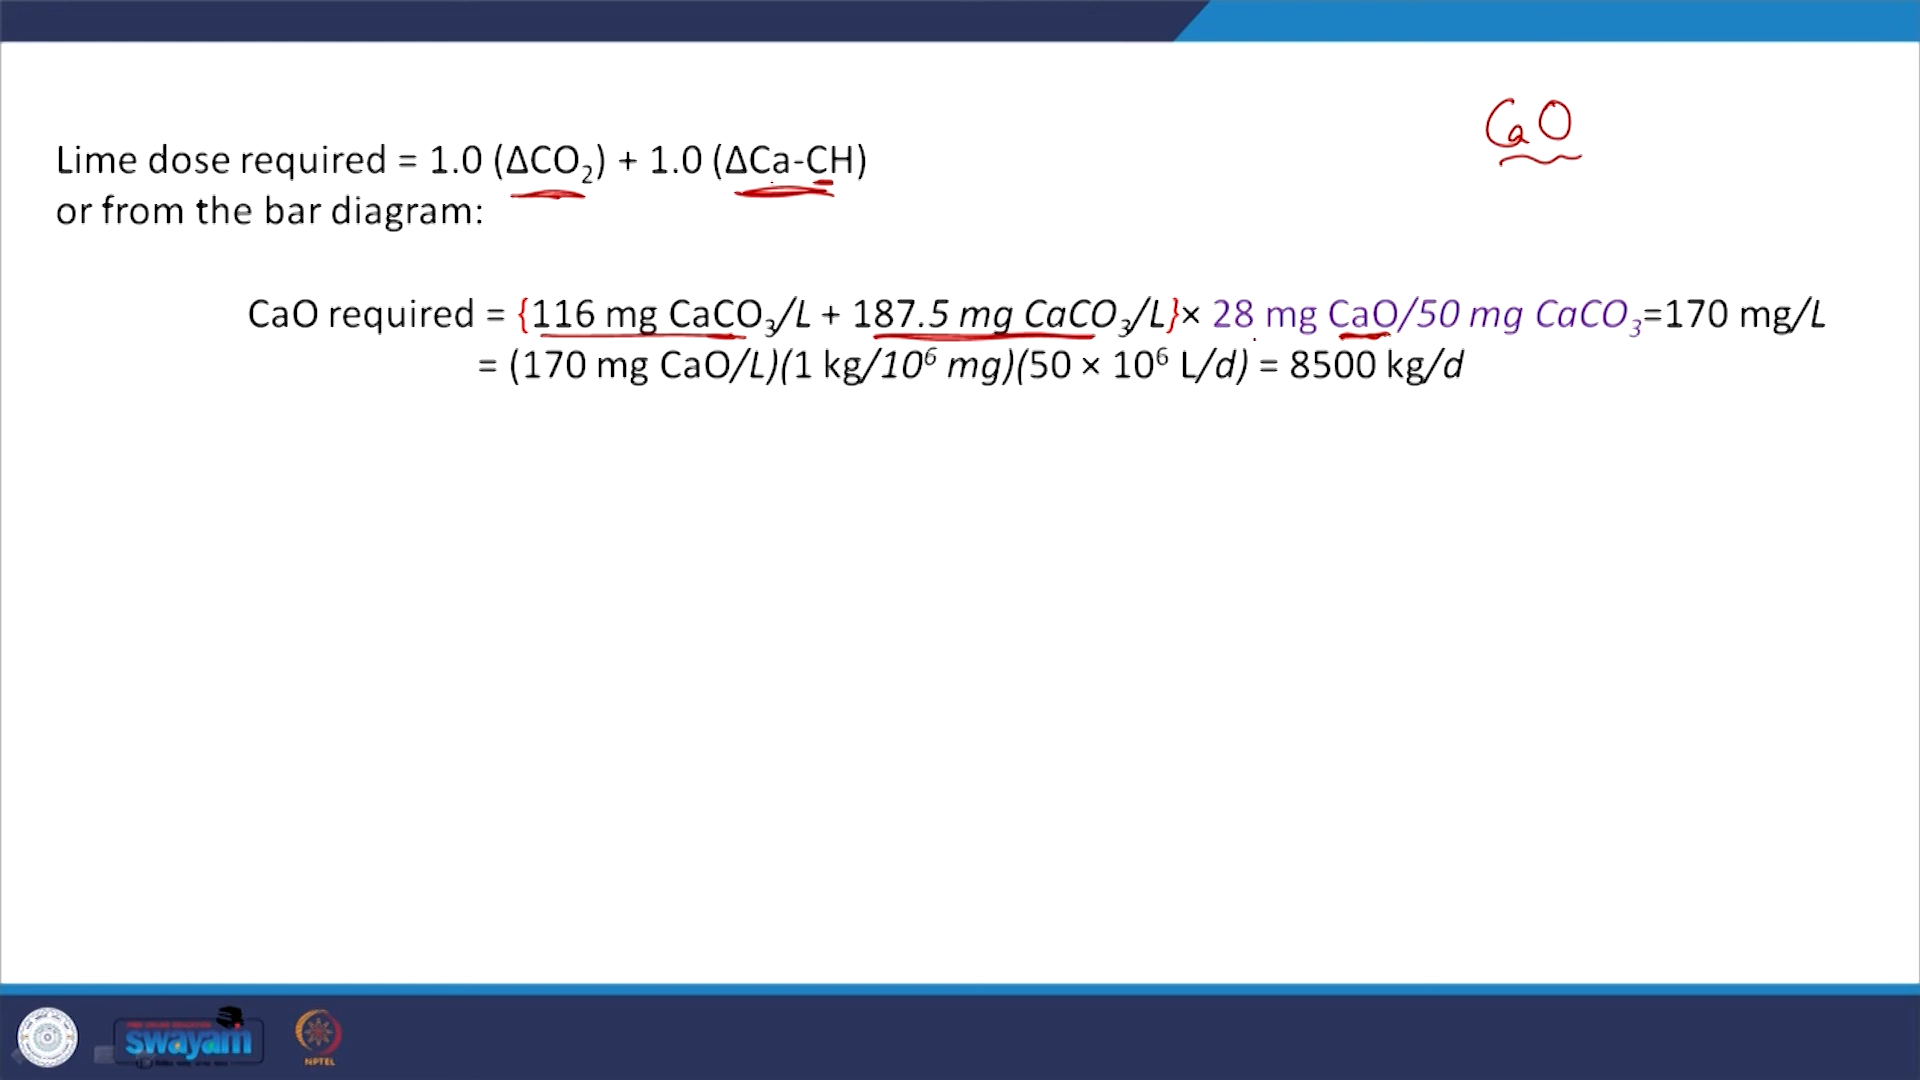 CaO
Lime dose required = 1.0 (ΔCO₂) + 1.0 (ΔCa-CH)
or from the bar diagram:
CaO required = {116 mg CaCO₃/L + 187.5 mg CaCO₃/L}× 28 mg CaO/50 mg CaCO₃=170 mg/L
= (170 mg CaO/L)(1 kg/10⁶ mg)(50 × 10⁶ L/d) = 8500 kg/d
swayam
NPTEL